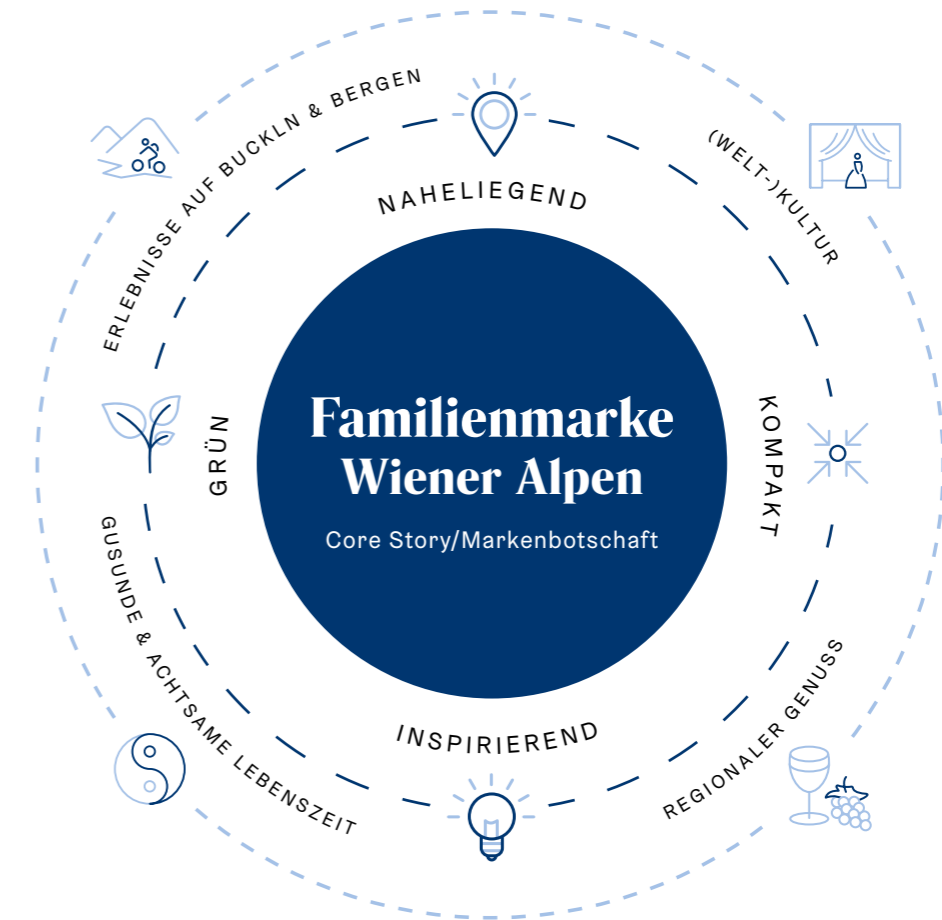 ERLEBNISSE AUF BUCKLN & BERGEN
(WELT-)KULTUR
NAHELIEGEND
GRÜN
Familienmarke
Wiener Alpen
Core Story/Markenbotschaft
KOMPAKT
INSPIRIEREND
GUSUNDE & ACHTSAME LEBENSZEIT
REGIONALER GENUSS